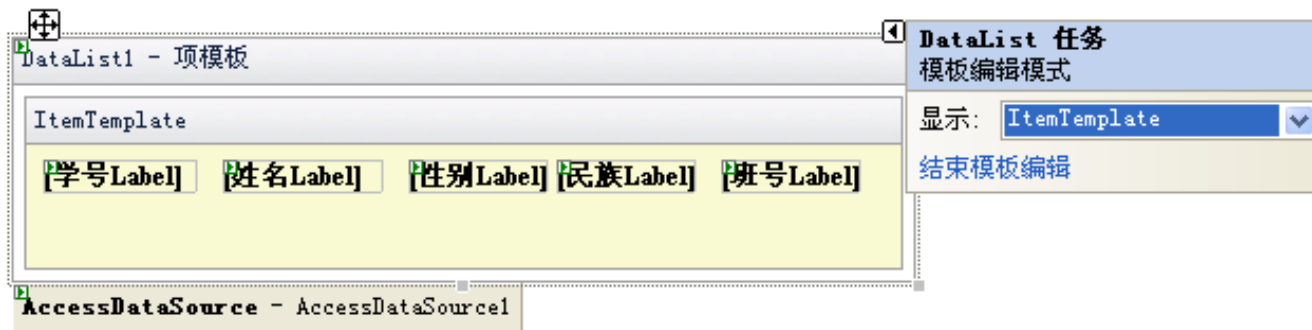 DataList1 - 项模板
DataList 任务
模板编辑模式
ItemTemplate
显示: ItemTemplate
[学号Label] [姓名Label] [性别Label] [民族Label] [班号Label]
结束模板编辑
AccessDataSource - AccessDataSource1